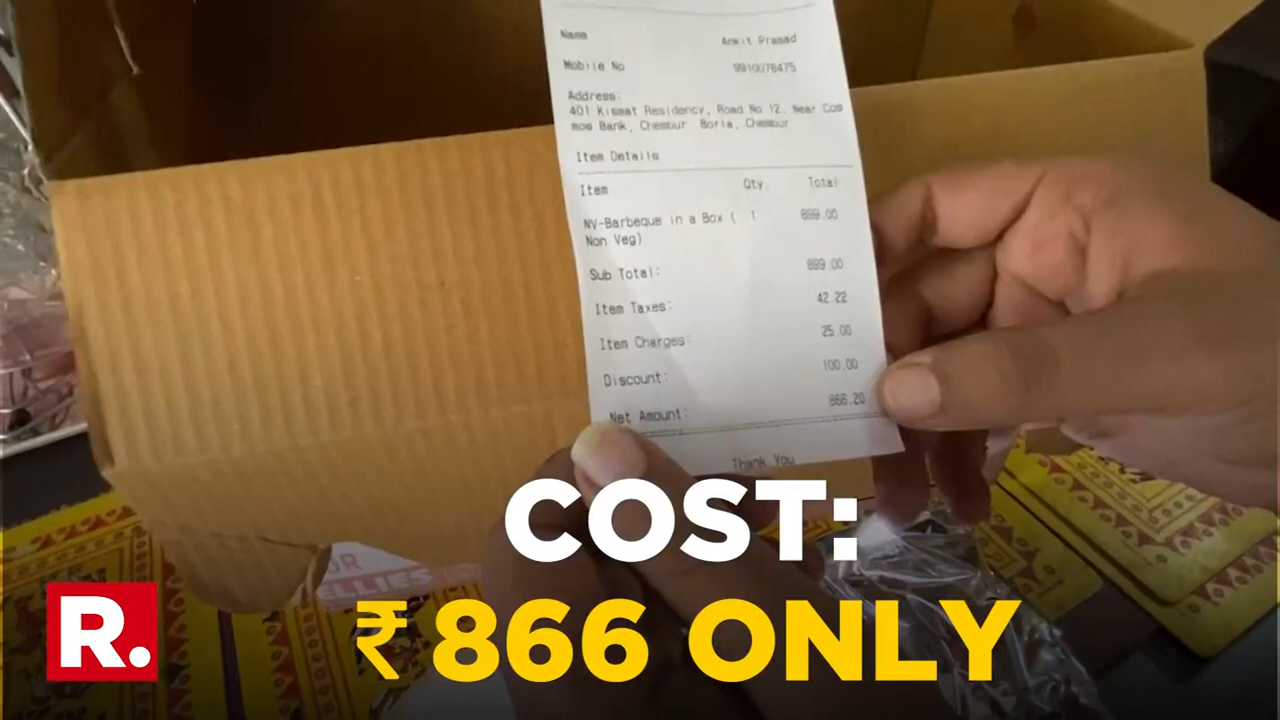 Name Ankit Prasad
Mobile No 9910078475
Address:
401 Kismat Residency, Road No 12, Near Cos
mos Bank, Chembur Borla, Chembur
Item Details
Item Qty. Total
NV-Barbeque in a Box ( 1 899.00
Non Veg)
Sub Total: 899.00
Item Taxes: 42.22
Item Charges: 25.00
Discount: 100.00
Net Amount: 866.20
Thank You
COST:
₹ 866 ONLY
R.